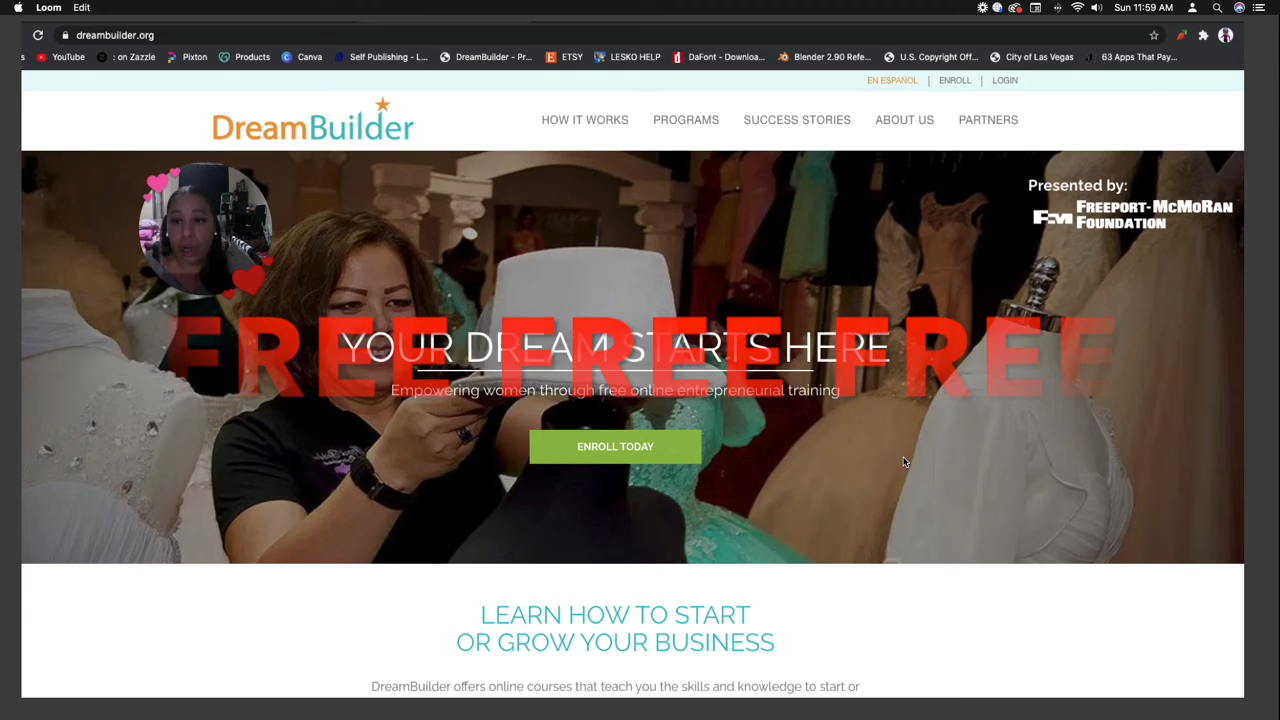 Loom Edit Sun 11:59 AM
dreambuilder.org
s YouTube : on Zazzle Pixton Products Canva Self Publishing - L... DreamBuilder - Pr... ETSY LESKO HELP DaFont - Downloa... Blender 2.90 Refe... U.S. Copyright Off... City of Las Vegas 63 Apps That Pay...
EN ESPAÑOL | ENROLL | LOGIN
DreamBuilder
HOW IT WORKS PROGRAMS SUCCESS STORIES ABOUT US PARTNERS
Presented by:
FM FREEPORT-MCMORAN
FOUNDATION
FREE FREE FREE
YOUR DREAM STARTS HERE
Empowering women through free online entrepreneurial training
ENROLL TODAY
LEARN HOW TO START
OR GROW YOUR BUSINESS
DreamBuilder offers online courses that teach you the skills and knowledge to start or